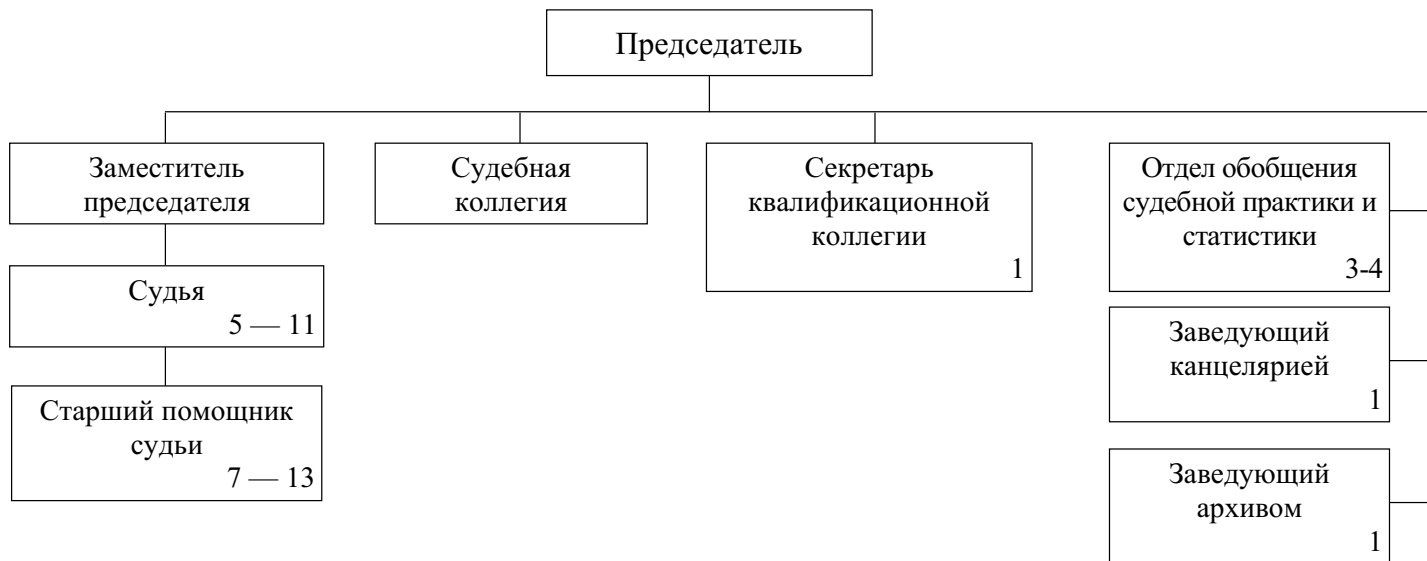 Председатель
Заместитель
председателя
Судебная
коллегия
Секретарь
квалификационной
коллегии
1
Отдел обобщения
судебной практики и
статистики
3-4
Судья
5 — 11
Заведующий
канцелярией
1
Старший помощник
судьи
7 — 13
Заведующий
архивом
1